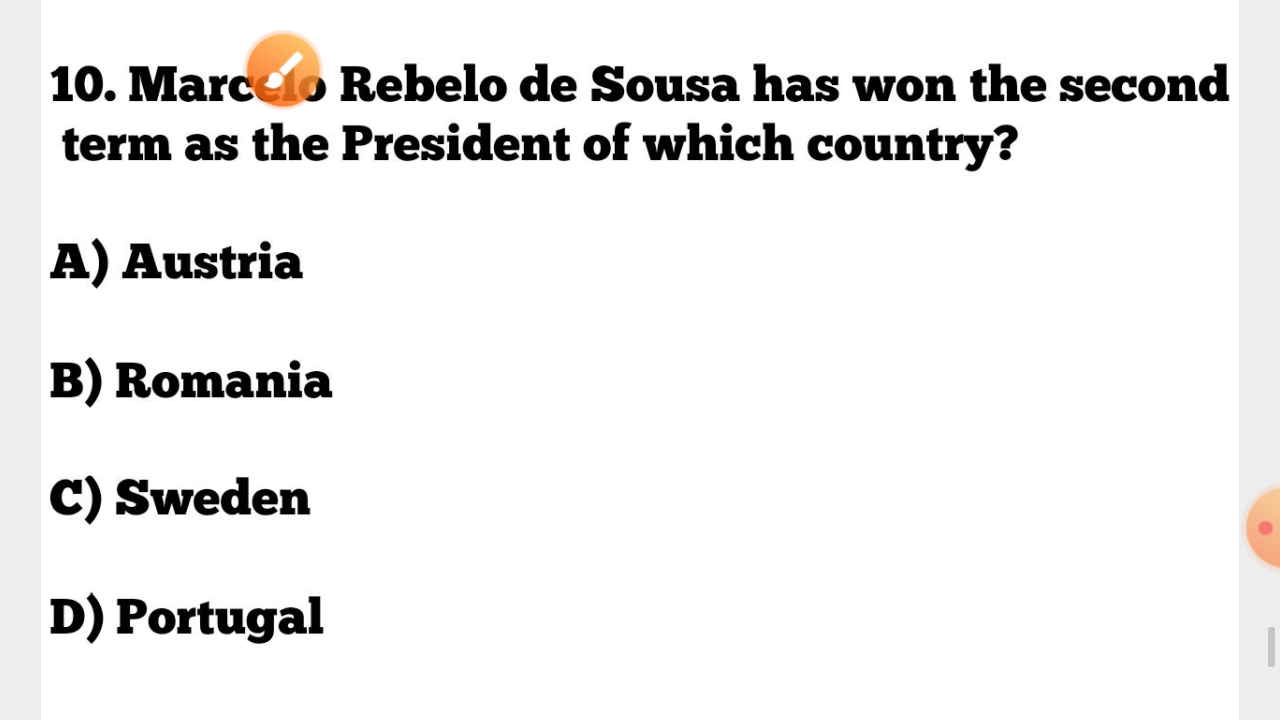 10. Marcelo Rebelo de Sousa has won the second
term as the President of which country?
A) Austria
B) Romania
C) Sweden
D) Portugal